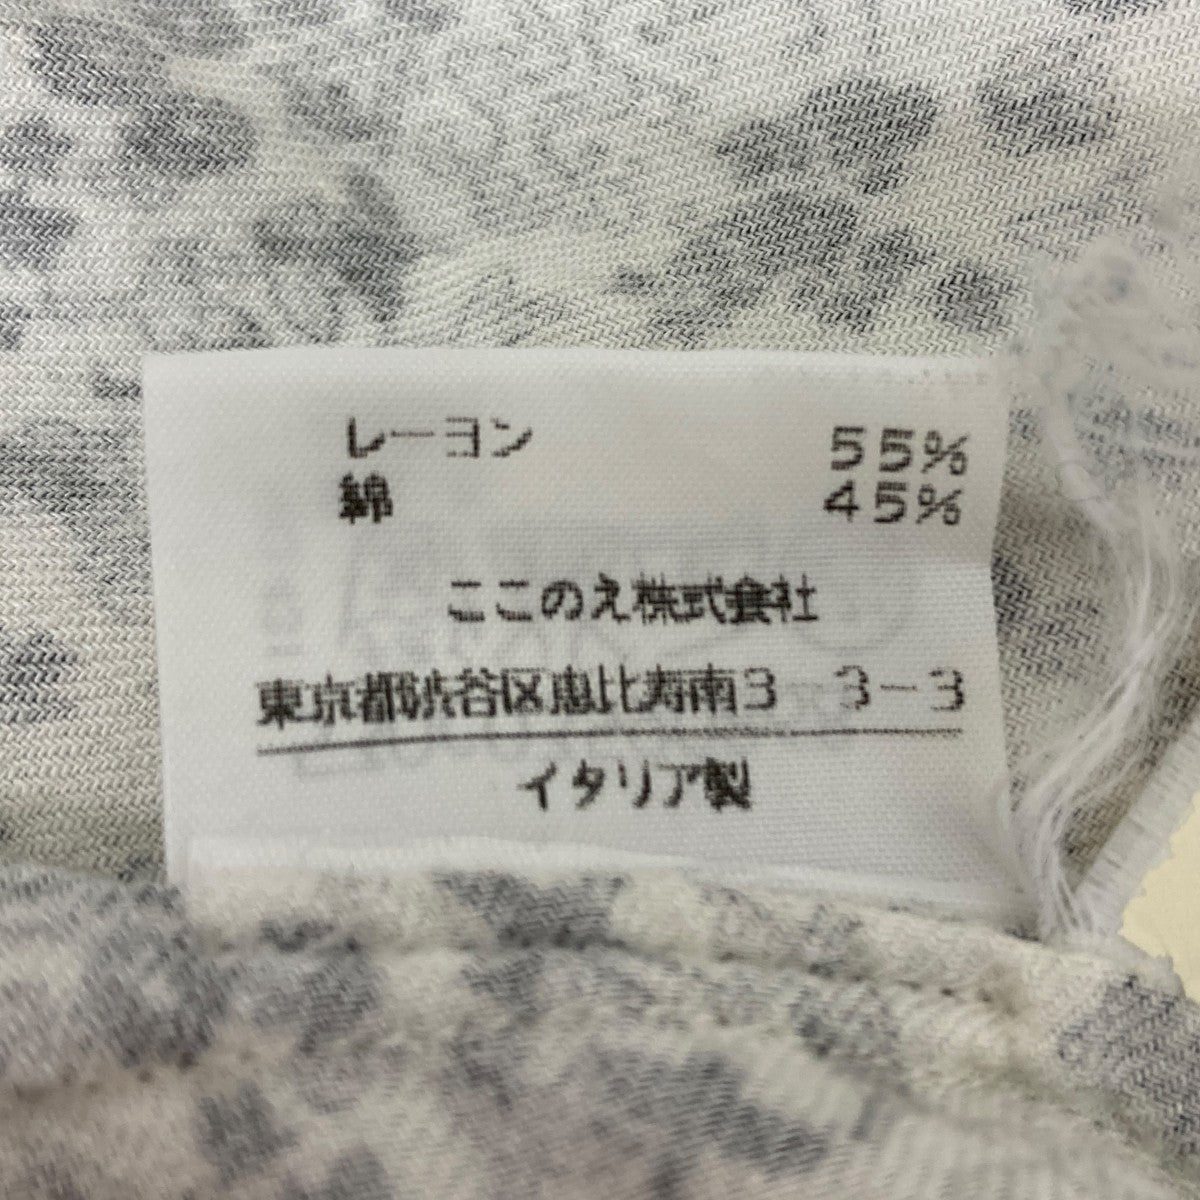 レーヨン 55%
綿 45%
ここのえ株式会社
東京都渋谷区恵比寿南3 3-3
イタリア製